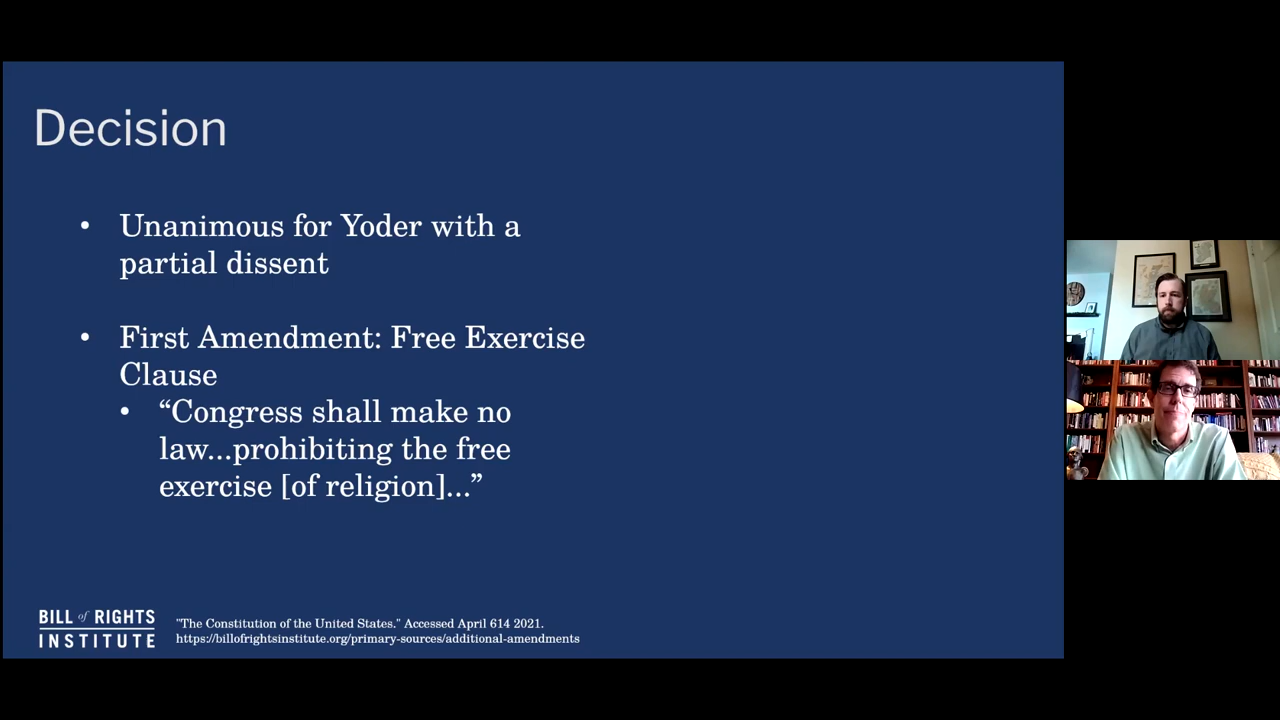 Decision
• Unanimous for Yoder with a
partial dissent
• First Amendment: Free Exercise
Clause
• “Congress shall make no
law...prohibiting the free
exercise [of religion]...”
BILL of RIGHTS
INSTITUTE
"The Constitution of the United States." Accessed April 614 2021.
https://billofrightsinstitute.org/primary-sources/additional-amendments